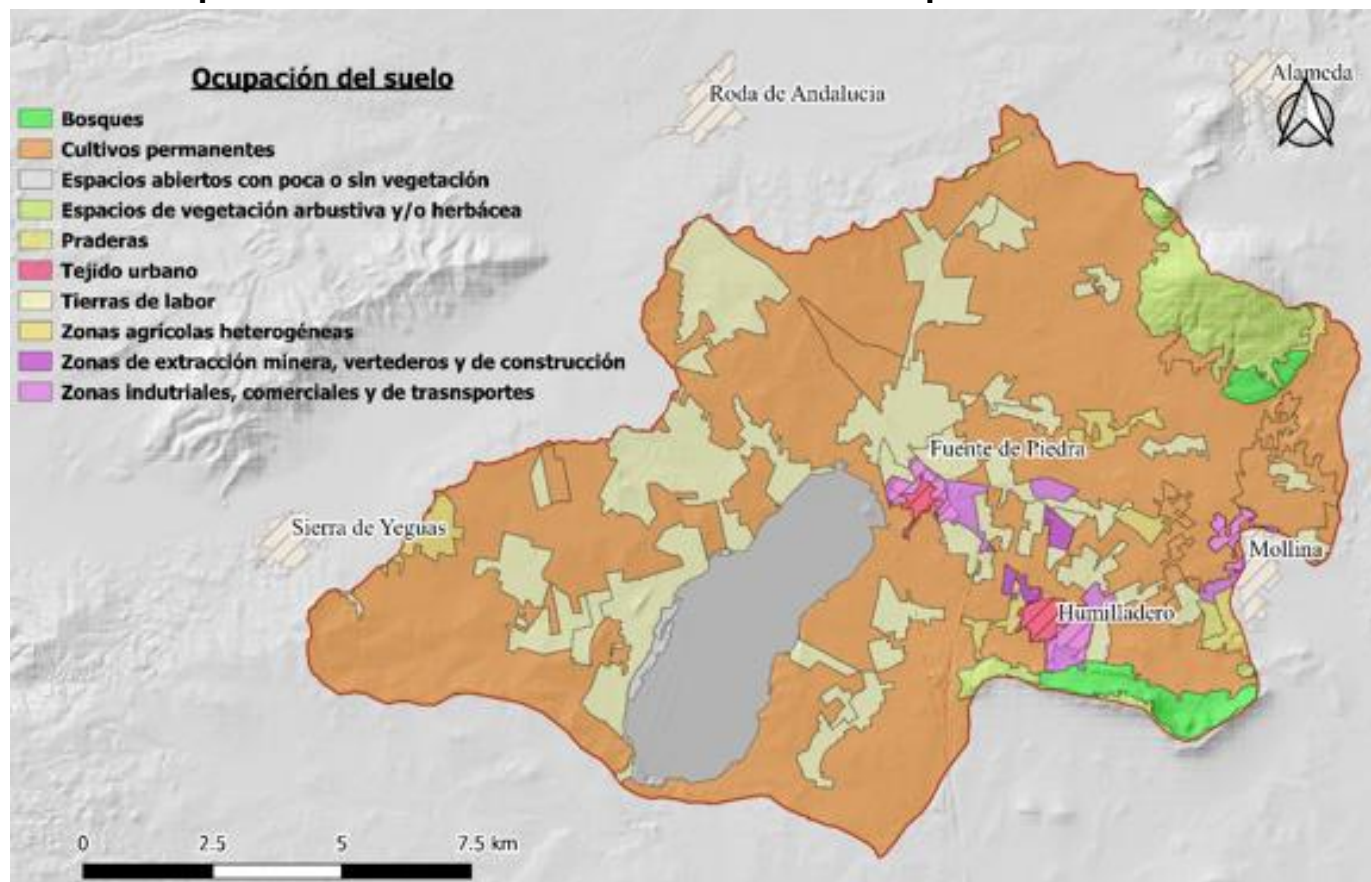 Ocupación del suelo
Bosques
Cultivos permanentes
Espacios abiertos con poca o sin vegetación
Espacios de vegetación arbustiva y/o herbácea
Praderas
Tejido urbano
Tierras de labor
Zonas agrícolas heterogéneas
Zonas de extracción minera, vertederos y de construcción
Zonas indutriales, comerciales y de trasnsportes
Roda de Andalucia
Alameda
Fuente de Piedra
Sierra de Yeguas
Mollina
Humilladero
0 2.5 5 7.5 km